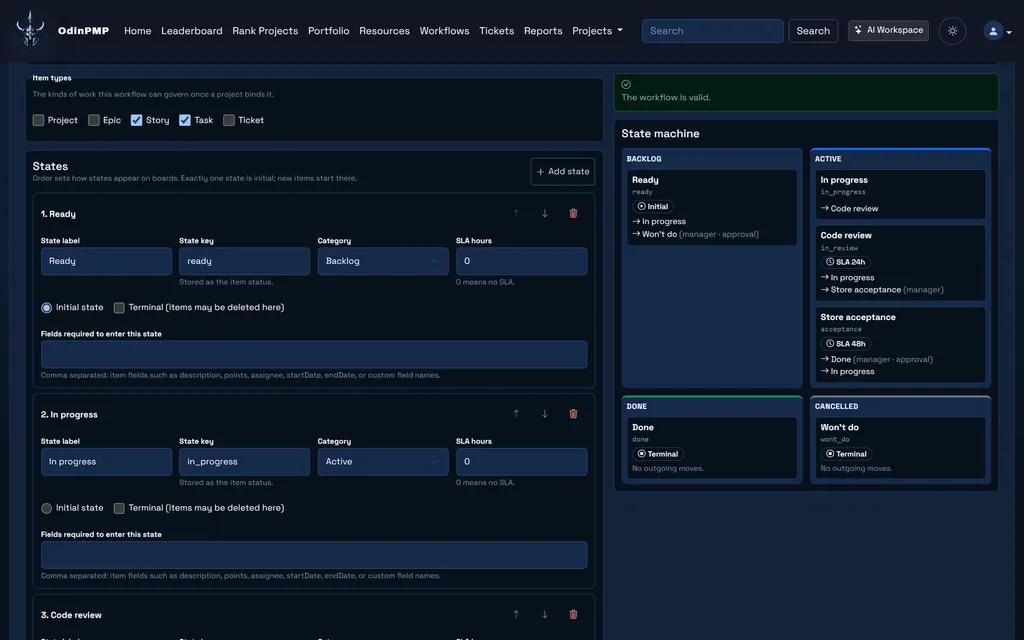 OdinPMP
Home Leaderboard Rank Projects Portfolio Resources Workflows Tickets Reports Projects Search Search AI Workspace
Item types
The kinds of work this workflow can govern once a project binds it.
Project Epic Story Task Ticket
States
Order sets how states appear on boards. Exactly one state is initial; new items start there.
+ Add state
1. Ready
State label State key Category SLA hours
Ready ready Backlog 0
Stored as the item status. 0 means no SLA.
Initial state Terminal (items may be deleted here)
Fields required to enter this state
Comma separated: item fields such as description, points, assignee, startDate, endDate, or custom field names.
2. In progress
State label State key Category SLA hours
In progress in_progress Active 0
Stored as the item status. 0 means no SLA.
Initial state Terminal (items may be deleted here)
Fields required to enter this state
Comma separated: item fields such as description, points, assignee, startDate, endDate, or custom field names.
3. Code review
The workflow is valid.
State machine
BACKLOG
Ready
ready
Initial
→ In progress
→ Won't do (manager · approval)
ACTIVE
In progress
in_progress
→ Code review
Code review
in_review
SLA 24h
→ In progress
→ Store acceptance (manager)
Store acceptance
acceptance
SLA 48h
→ Done (manager · approval)
→ In progress
DONE
Done
done
Terminal
No outgoing moves.
CANCELLED
Won't do
wont_do
Terminal
No outgoing moves.